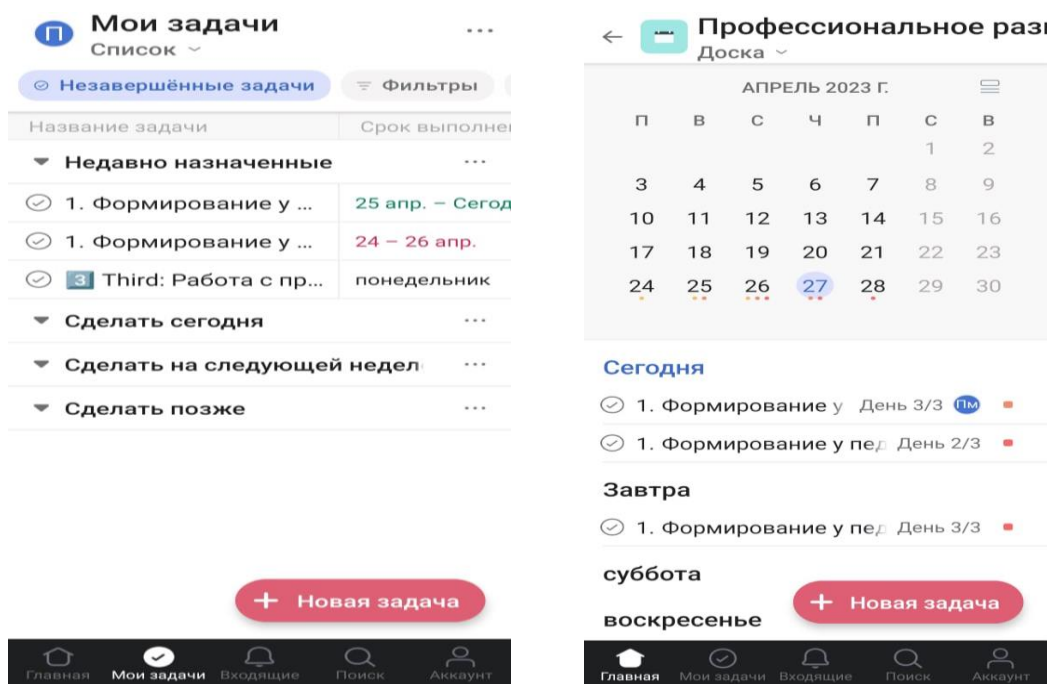 П
Мои задачи
Список
Незавершённые задачи
Фильтры
Название задачи
Срок выполне
Недавно назначенные
1. Формирование у ...
25 апр. – Сегод
1. Формирование у ...
24 – 26 апр.
3 Third: Работа с пр...
понедельник
Сделать сегодня
Сделать на следующей недел
Сделать позже
+ Новая задача
Главная
Мои задачи
Входящие
Поиск
Аккаунт
Профессиональное разв
Доска
АПРЕЛЬ 2023 Г.
П В С Ч П С В
1 2
3 4 5 6 7 8 9
10 11 12 13 14 15 16
17 18 19 20 21 22 23
24 25 26 27 28 29 30
Сегодня
1. Формирование у День 3/3 Пм
1. Формирование у пед День 2/3
Завтра
1. Формирование у пед День 3/3
суббота
воскресенье
+ Новая задача
Главная
Мои задачи
Входящие
Поиск
Аккаунт